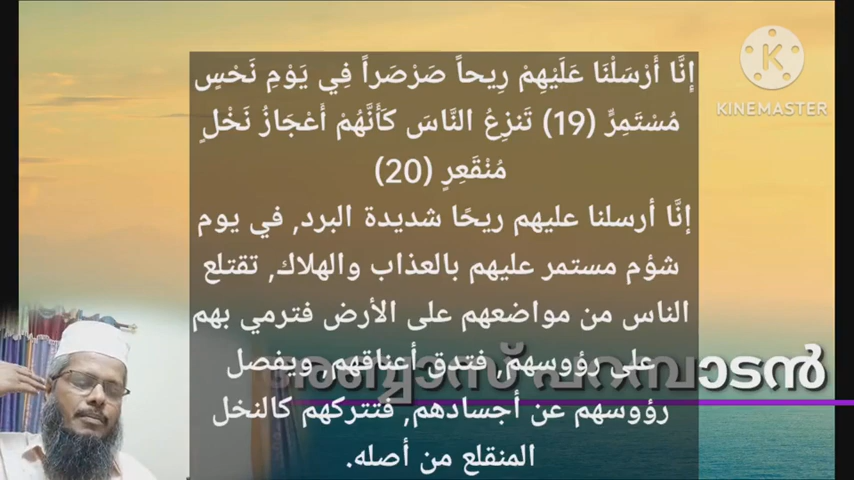 إِنَّا أَرْسَلْنَا عَلَيْهِمْ رِيحاً صَرْصَراً فِي يَوْمِ نَحْسٍ
مُسْتَمِرٍّ (19) تَنزِعُ النَّاسَ كَأَنَّهُمْ أَعْجَازُ نَخْلٍ
مُنْقَعِرٍ (20)
إنَّا أرسلنا عليهم ريحًا شديدة البرد, في يوم
شؤم مستمر عليهم بالعذاب والهلاك, تقتلع
الناس من مواضعهم على الأرض فترمي بهم
على رؤوسهم, فتدق أعناقهم, ويفصل
رؤوسهم عن أجسادهم, فتتركهم كالنخل
المنقلع من أصله.
KINEMASTER